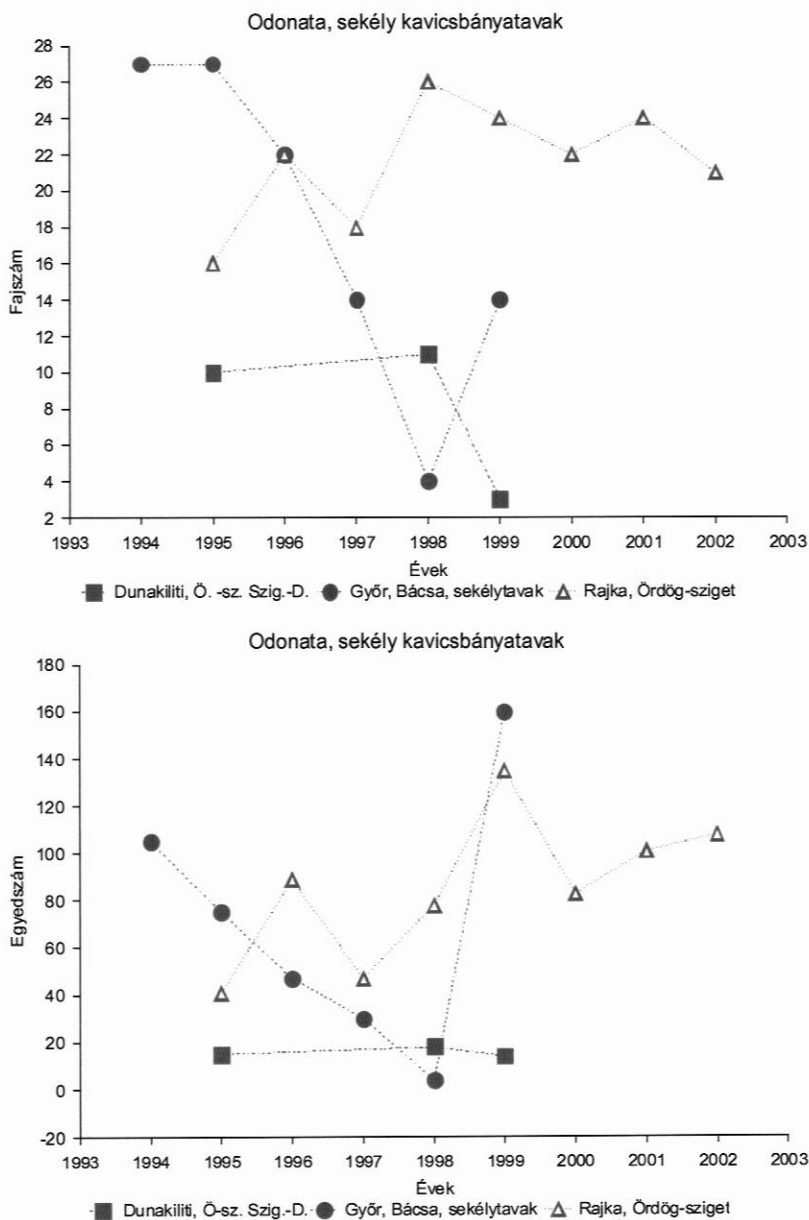 Odonata, sekély kavicsbányatavak
28
26
24
22
20
18
16
14
12
10
8
6
4
2
Fajszám
1993 1994 1995 1996 1997 1998 1999 2000 2001 2002 2003
Évek
Dunakiliti, Ö. -sz. Szig.-D. Győr, Bácsa, sekélytavak Rajka, Ördög-sziget
Odonata, sekély kavicsbányatavak
180
160
140
120
100
80
60
40
20
0
-20
Egyedszám
1993 1994 1995 1996 1997 1998 1999 2000 2001 2002 2003
Évek
Dunakiliti, Ö-sz. Szig.-D. Győr, Bácsa, sekélytavak Rajka, Ördög-sziget